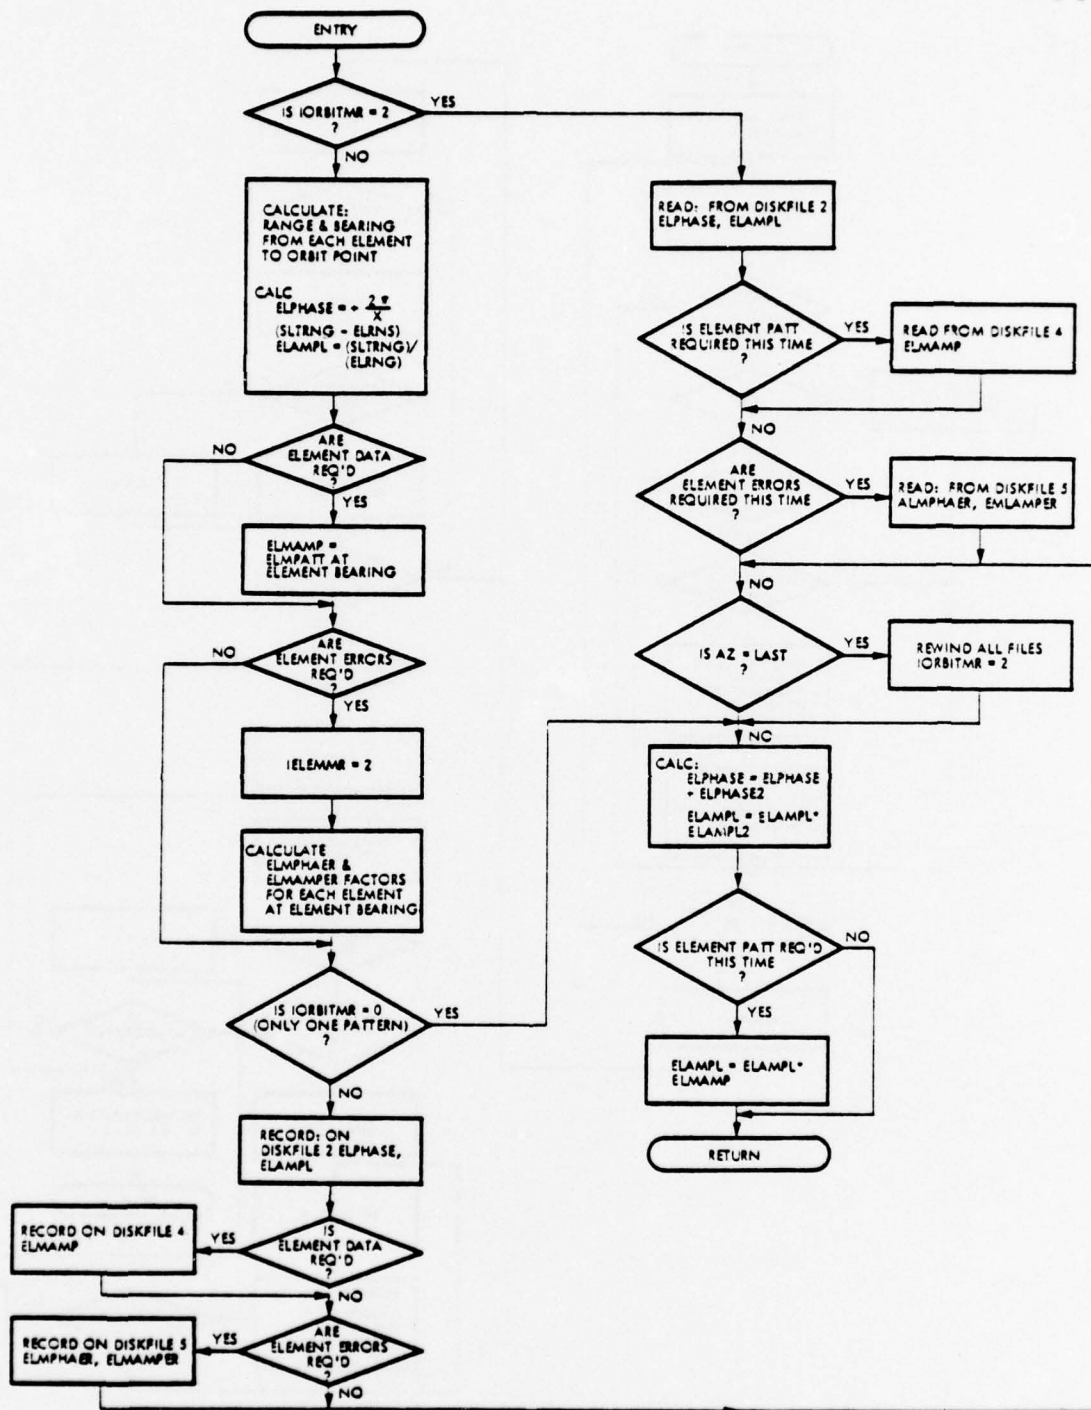 ENTRY
IS IORBITMR = 2
?
YES
NO
CALCULATE:
RANGE & BEARING
FROM EACH ELEMENT
TO ORBIT POINT
CALC
ELPHASE = + 2 π
X
(SLTRNG - ELRNS)
ELAMPL = (SLTRNG)/
(ELRNG)
NO
ARE
ELEMENT DATA
REQ'D
?
YES
ELMAMP =
ELMPATT AT
ELEMENT BEARING
NO
ARE
ELEMENT ERRORS
REQ'D
?
YES
IELEMMR = 2
CALCULATE
ELMPHAER &
ELMAMPER FACTORS
FOR EACH ELEMENT
AT ELEMENT BEARING
IS IORBITMR = 0
(ONLY ONE PATTERN)
?
YES
NO
RECORD: ON
DISKFILE 2 ELPHASE,
ELAMPL
IS
ELEMENT DATA
REQ'D
?
YES
RECORD ON DISKFILE 4
ELMAMP
NO
ARE
ELEMENT ERRORS
REQ'D
?
YES
RECORD ON DISKFILE 5
ELMPHAER, ELMAMPER
NO
READ: FROM DISKFILE 2
ELPHASE, ELAMPL
IS ELEMENT PATT
REQUIRED THIS TIME
?
YES
READ FROM DISKFILE 4
ELMAMP
NO
ARE
ELEMENT ERRORS
REQUIRED THIS TIME
?
YES
READ: FROM DISKFILE 5
ALMPHAER, EMLAMPER
NO
IS AZ = LAST
?
YES
REWIND ALL FILES
IORBITMR = 2
NO
CALC:
ELPHASE = ELPHASE
+ ELPHASE2
ELAMPL = ELAMPL*
ELAMPL2
IS ELEMENT PATT REQ'D
THIS TIME
?
NO
YES
ELAMPL = ELAMPL*
ELMAMP
RETURN